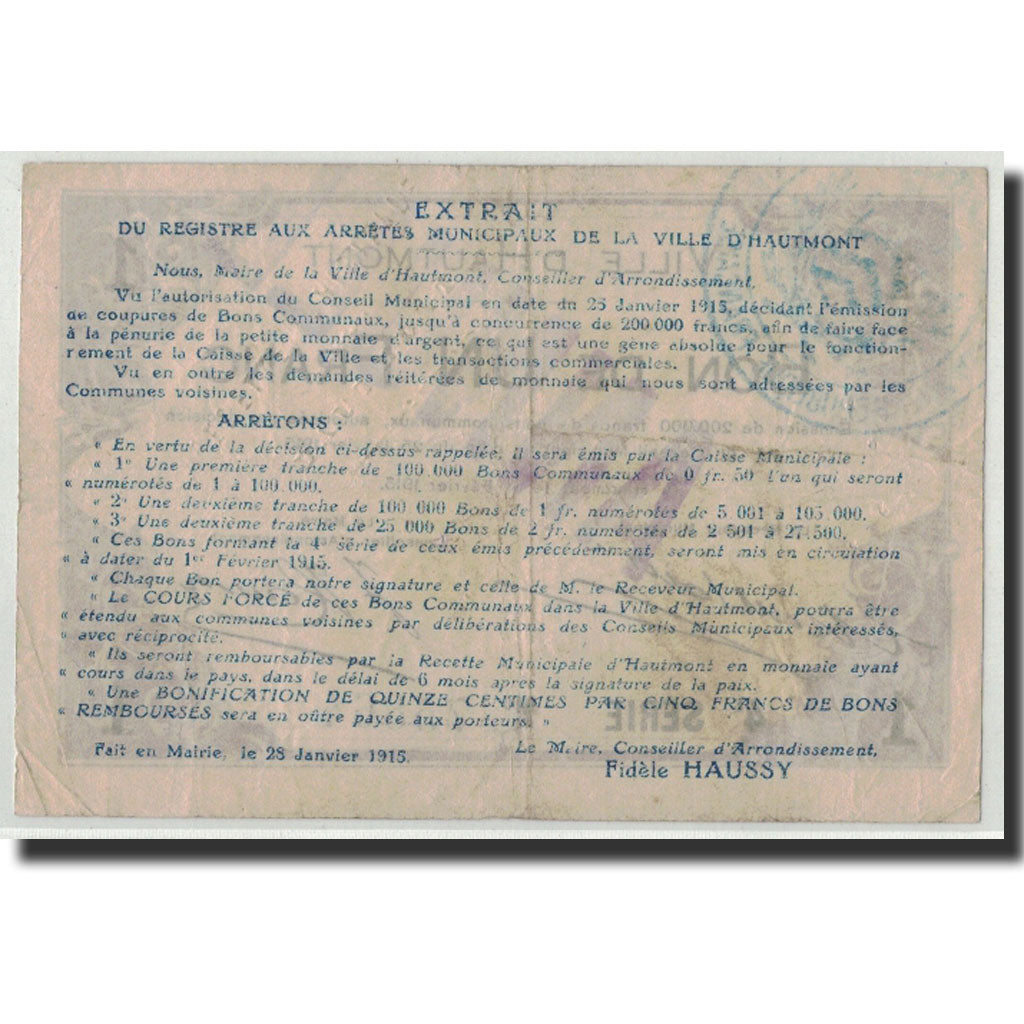 EXTRAIT
DU REGISTRE AUX ARRÊTÉS MUNICIPAUX DE LA VILLE D'HAUTMONT
Nous, Maire de la Ville d'Hautmont, Conseiller d'Arrondissement,
Vu l'autorisation du Conseil Municipal en date du 25 Janvier 1915, décidant l'émission
de coupures de Bons Communaux, jusqu'à concurrence de 200.000 francs, afin de faire face
à la pénurie de la petite monnaie d'argent, ce qui est une gêne absolue pour le fonction-
rement de la Caisse de la Ville et les transactions commerciales.
Vu en outre les demandes réitérées de monnaie qui nous sont adressées par les
Communes voisines.
ARRÊTONS :
« En vertu de la décision ci-dessus rappelée, il sera émis par la Caisse Municipale :
« 1º Une première tranche de 100.000 Bons Communaux de 0 fr. 50 l'un qui seront
« numérotés de 1 à 100.000.
« 2º Une deuxième tranche de 100 000 Bons de 1 fr. numérotés de 5 001 à 105.000.
« 3º Une deuxième tranche de 25 000 Bons de 2 fr. numérotés de 2 501 à 27.500.
« Ces Bons formant la 4e série de ceux émis précédemment, seront mis en circulation
« à dater du 1er Février 1915.
« Chaque Bon portera notre signature et celle de M. le Receveur Municipal.
« Le COURS FORCÉ de ces Bons Communaux dans la Ville d'Hautmont, pourra être
« étendu aux communes voisines par délibérations des Conseils Municipaux intéressés,
« avec réciprocité.
« Ils seront remboursables par la Recette Municipale d'Hautmont en monnaie ayant
« cours dans le pays, dans le délai de 6 mois après la signature de la paix.
« Une BONIFICATION DE QUINZE CENTIMES PAR CINQ FRANCS DE BONS
« REMBOURSÉS sera en oûtre payée aux porteurs. »
Fait en Mairie, le 28 Janvier 1915.
Le Maire, Conseiller d'Arrondissement,
Fidèle HAUSSY